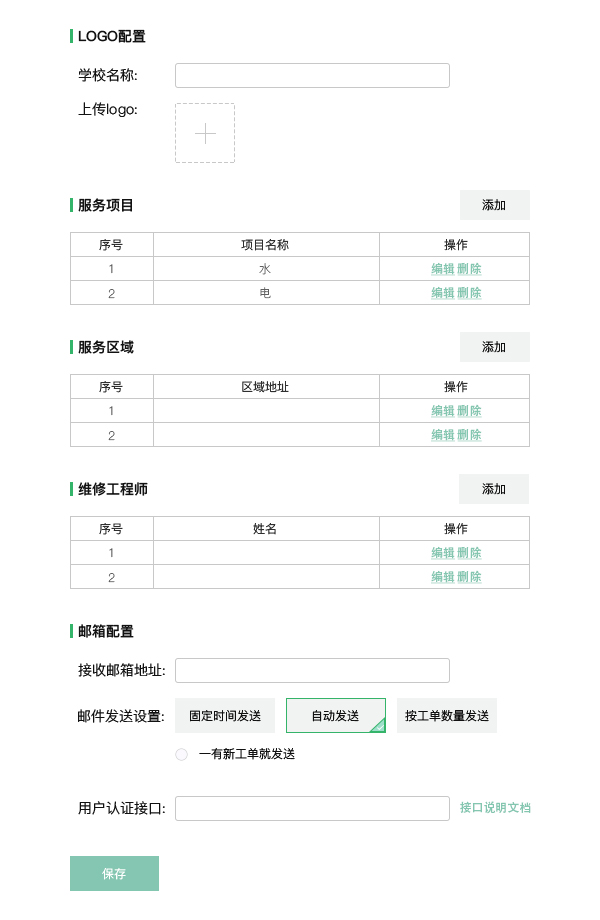 LOGO配置
学校名称:
上传logo:
服务项目 添加
序号 项目名称 操作
1 水 编辑 删除
2 电 编辑 删除
服务区域 添加
序号 区域地址 操作
1 编辑 删除
2 编辑 删除
维修工程师 添加
序号 姓名 操作
1 编辑 删除
2 编辑 删除
邮箱配置
接收邮箱地址:
邮件发送设置: 固定时间发送 自动发送 按工单数量发送
一有新工单就发送
用户认证接口: 接口说明文档
保存